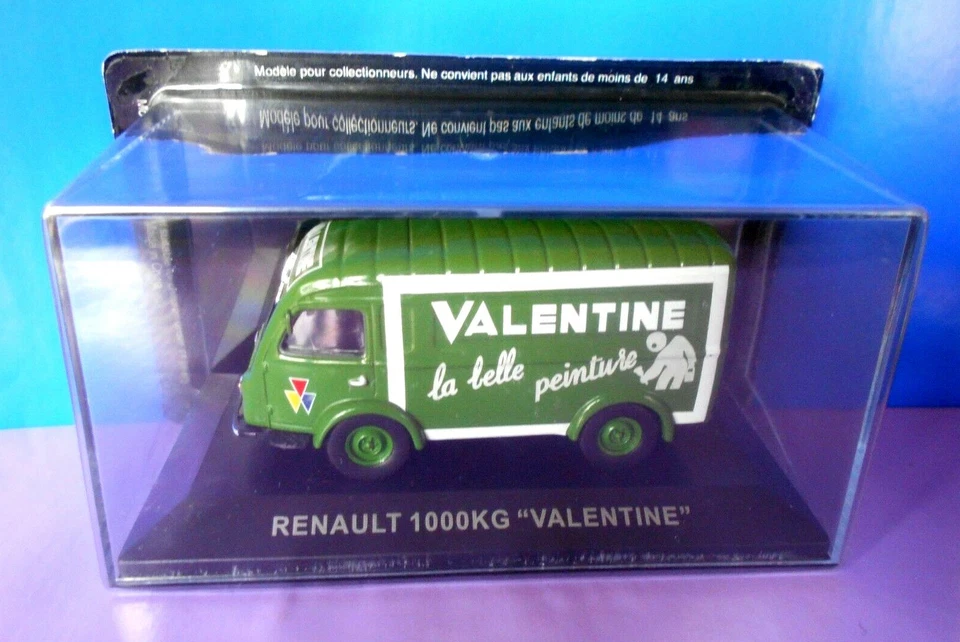 Modèle pour collectionneurs. Ne convient pas aux enfants de moins de 14 ans
VALENTINE
la belle peinture
RENAULT 1000KG “VALENTINE”